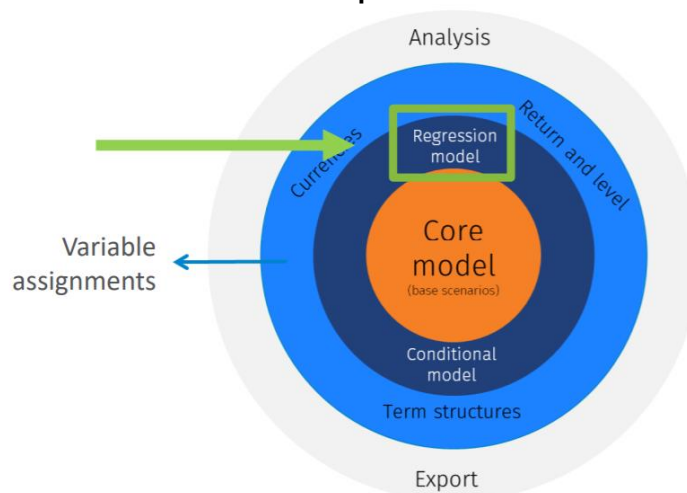 Analysis
Return and level
Currencies
Regression
model
Core
model
(base scenarios)
Variable
assignments
Conditional
model
Term structures
Export